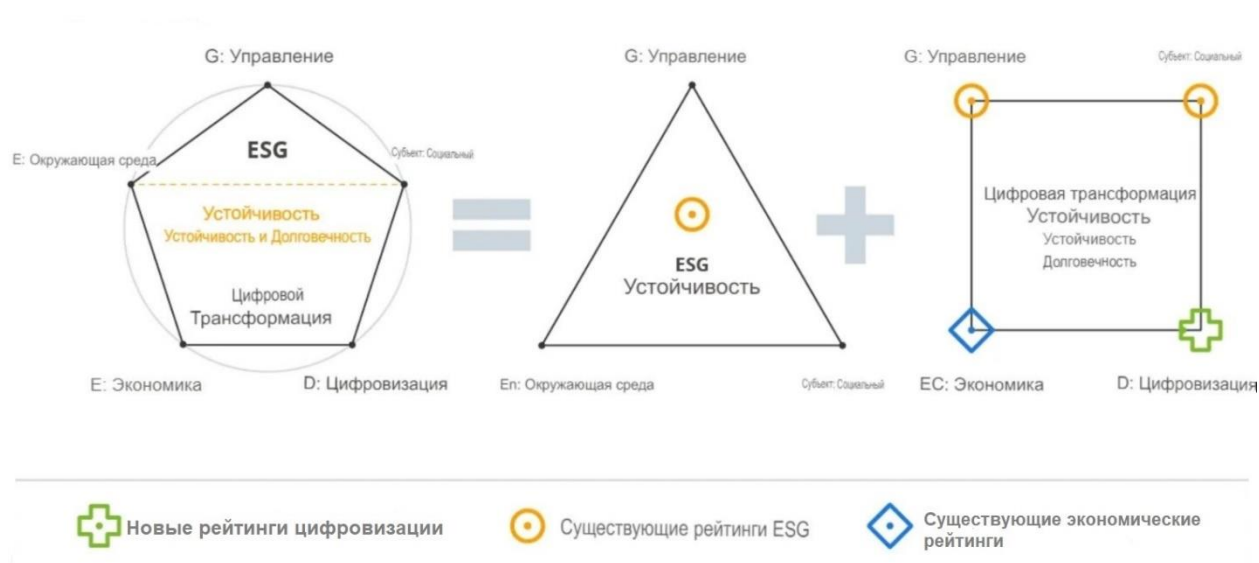 G: Управление
E: Окружающая среда
ESG
Субъект: Социальный
Устойчивость
Устойчивость и Долговечность
Цифровой
Трансформация
E: Экономика
D: Цифровизация
G: Управление
ESG
Устойчивость
En: Окружающая среда
Субъект: Социальный
G: Управление
Субъект: Социальный
Цифровая трансформация
Устойчивость
Устойчивость
Долговечность
EC: Экономика
D: Цифровизация
Новые рейтинги цифровизации
Существующие рейтинги ESG
Существующие экономические
рейтинги